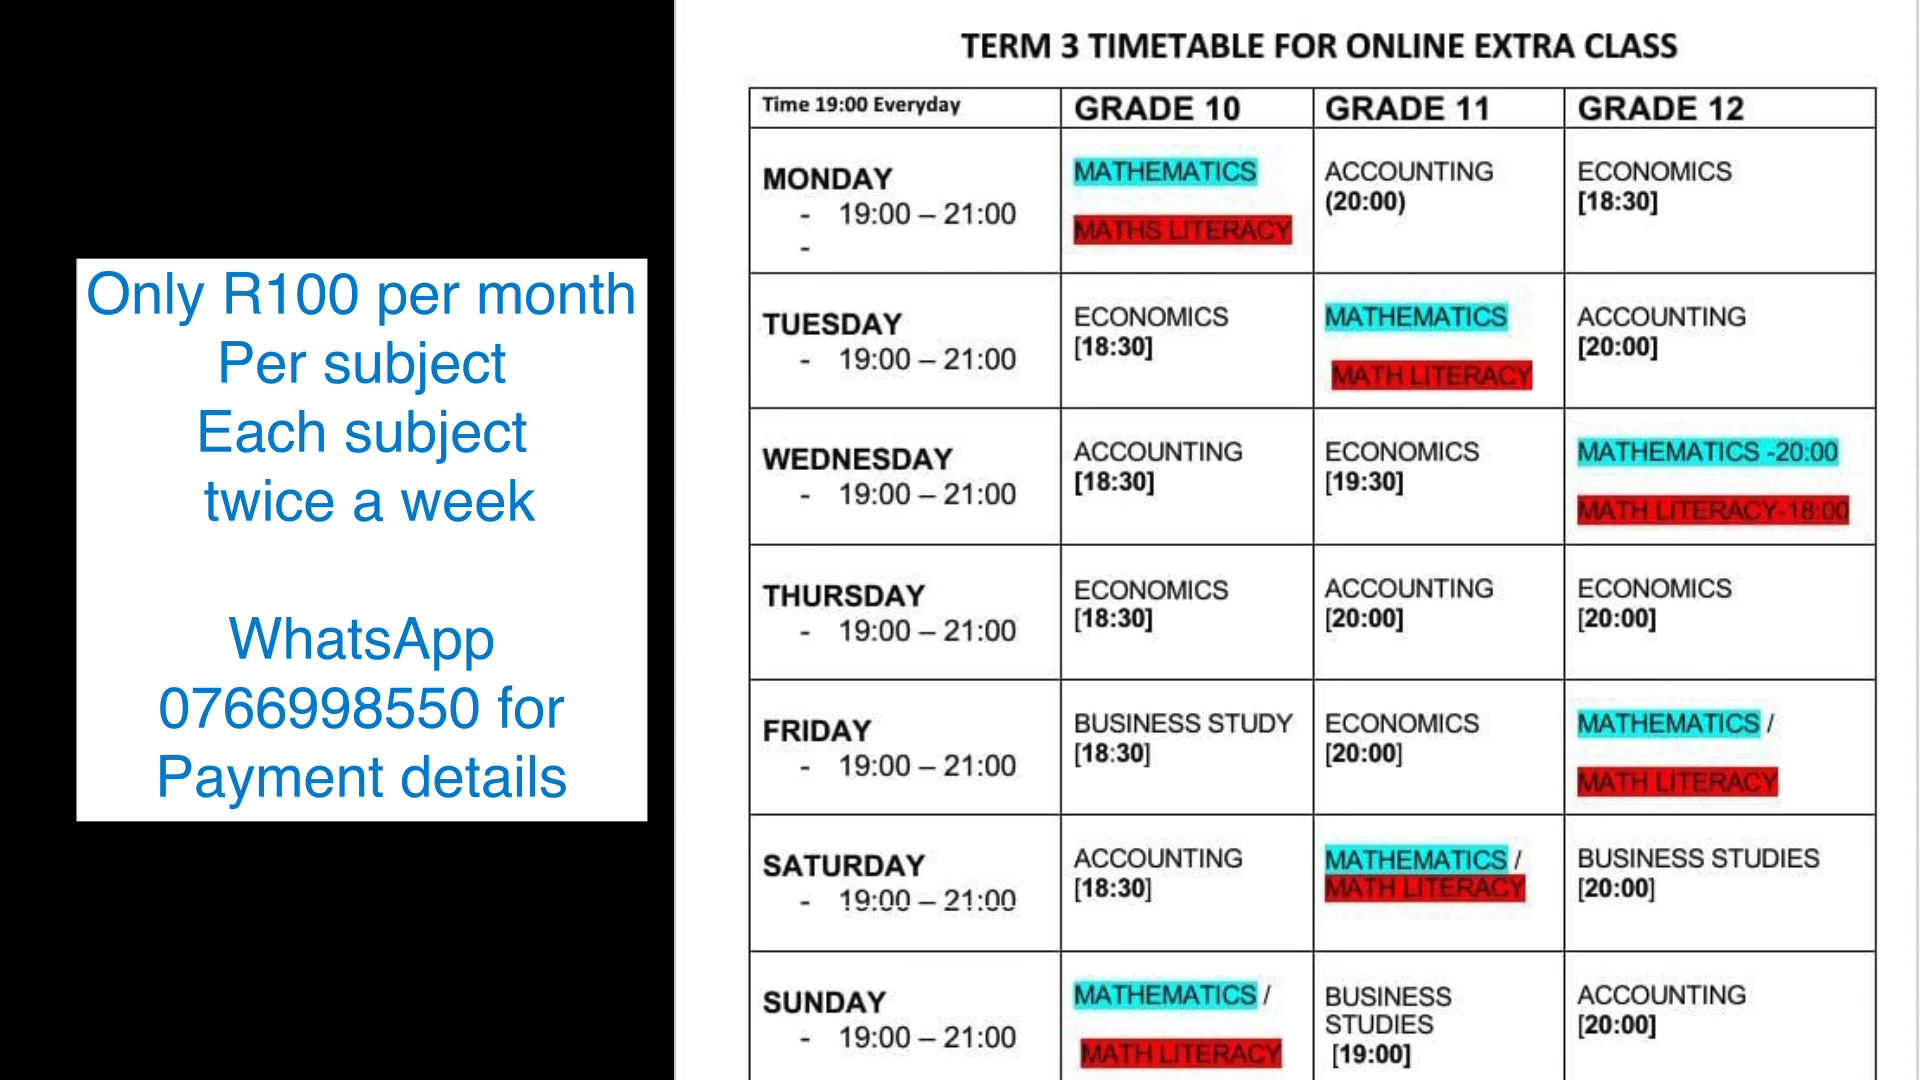 Only R100 per month
Per subject
Each subject
twice a week
WhatsApp
0766998550 for
Payment details
TERM 3 TIMETABLE FOR ONLINE EXTRA CLASS
Time 19:00 Everyday GRADE 10 GRADE 11 GRADE 12
MONDAY
- 19:00 – 21:00
-
MATHEMATICS
MATHS LITERACY
ACCOUNTING
(20:00)
ECONOMICS
[18:30]
TUESDAY
- 19:00 – 21:00
ECONOMICS
[18:30]
MATHEMATICS
MATH LITERACY
ACCOUNTING
[20:00]
WEDNESDAY
- 19:00 – 21:00
ACCOUNTING
[18:30]
ECONOMICS
[19:30]
MATHEMATICS -20:00
MATH LITERACY-18:00
THURSDAY
- 19:00 – 21:00
ECONOMICS
[18:30]
ACCOUNTING
[20:00]
ECONOMICS
[20:00]
FRIDAY
- 19:00 – 21:00
BUSINESS STUDY
[18:30]
ECONOMICS
[20:00]
MATHEMATICS /
MATH LITERACY
SATURDAY
- 19:00 – 21:00
ACCOUNTING
[18:30]
MATHEMATICS /
MATH LITERACY
BUSINESS STUDIES
[20:00]
SUNDAY
- 19:00 – 21:00
MATHEMATICS /
MATH LITERACY
BUSINESS
STUDIES
[19:00]
ACCOUNTING
[20:00]